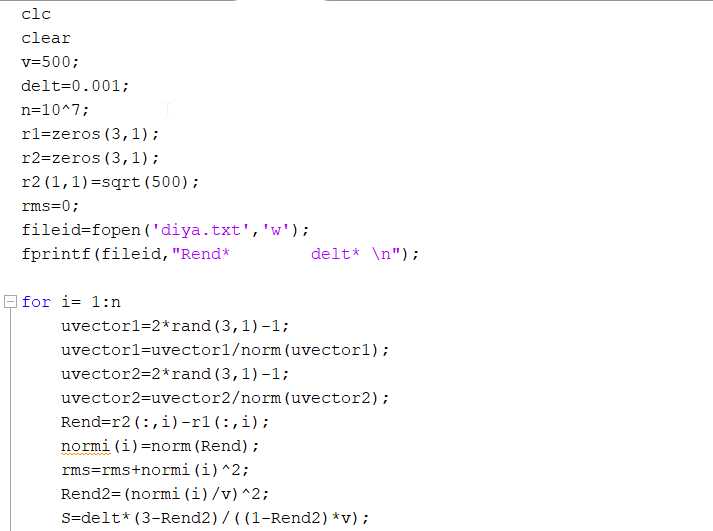 clc
clear
v=500;
delt=0.001;
n=10^7;
r1=zeros(3,1);
r2=zeros(3,1);
r2(1,1)=sqrt(500);
rms=0;
fileid=fopen('diya.txt','w');
fprintf(fileid,"Rend*        delt* \n");
for i= 1:n
    uvector1=2*rand(3,1)-1;
    uvector1=uvector1/norm(uvector1);
    uvector2=2*rand(3,1)-1;
    uvector2=uvector2/norm(uvector2);
    Rend=r2(:,i)-r1(:,i);
    normi(i)=norm(Rend);
    rms=rms+normi(i)^2;
    Rend2=(normi(i)/v)^2;
    S=delt*(3-Rend2)/((1-Rend2)*v);